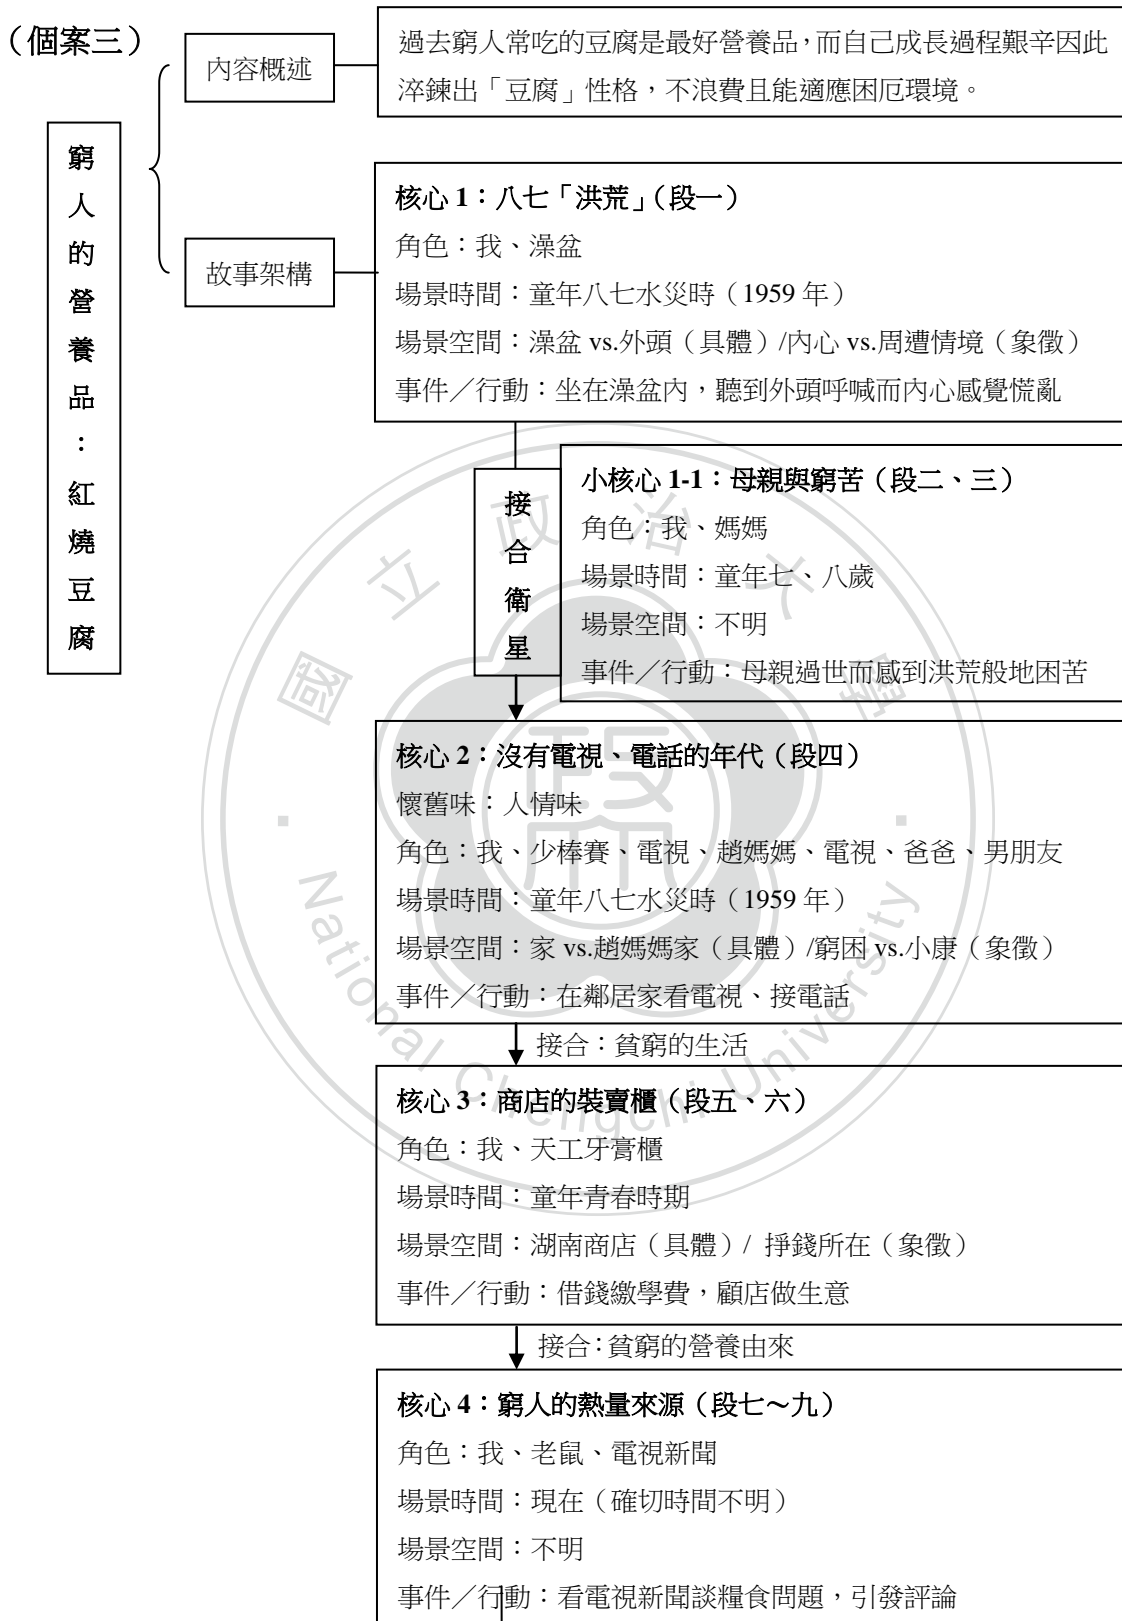 （個案三）
內容概述
過去窮人常吃的豆腐是最好營養品，而自己成長過程艱辛因此
淬鍊出「豆腐」性格，不浪費且能適應困厄環境。
窮人的營養品：紅燒豆腐
故事架構
核心 1：八七「洪荒」（段一）
角色：我、澡盆
場景時間：童年八七水災時（1959 年）
場景空間：澡盆 vs.外頭（具體）/內心 vs.周遭情境（象徵）
事件／行動：坐在澡盆內，聽到外頭呼喊而內心感覺慌亂
接合衛星
小核心 1-1：母親與窮苦（段二、三）
角色：我、媽媽
場景時間：童年七、八歲
場景空間：不明
事件／行動：母親過世而感到洪荒般地困苦
核心 2：沒有電視、電話的年代（段四）
懷舊味：人情味
角色：我、少棒賽、電視、趙媽媽、電視、爸爸、男朋友
場景時間：童年八七水災時（1959 年）
場景空間：家 vs.趙媽媽家（具體）/窮困 vs.小康（象徵）
事件／行動：在鄰居家看電視、接電話
接合：貧窮的生活
核心 3：商店的裝賣櫃（段五、六）
角色：我、天工牙膏櫃
場景時間：童年青春時期
場景空間：湖南商店（具體）/ 掙錢所在（象徵）
事件／行動：借錢繳學費，顧店做生意
接合：貧窮的營養由來
核心 4：窮人的熱量來源（段七～九）
角色：我、老鼠、電視新聞
場景時間：現在（確切時間不明）
場景空間：不明
事件／行動：看電視新聞談糧食問題，引發評論
國立政治大學
National Chengchi University